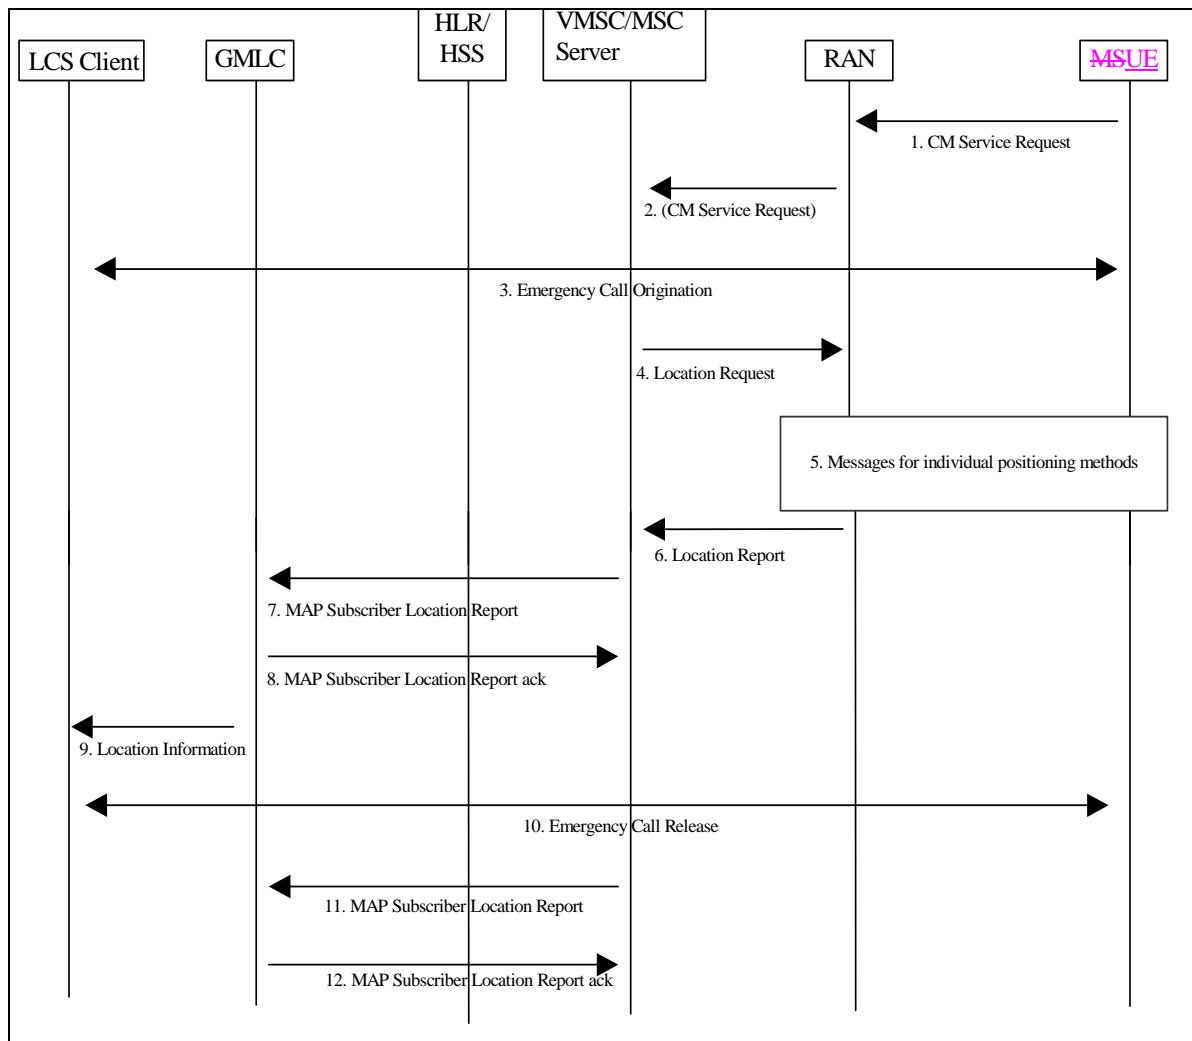 HLR/
HSS
VMSC/MSC
Server
LCS Client
GMLC
RAN
MSUE
1. CM Service Request
2. (CM Service Request)
3. Emergency Call Origination
4. Location Request
5. Messages for individual positioning methods
6. Location Report
7. MAP Subscriber Location Report
8. MAP Subscriber Location Report ack
9. Location Information
10. Emergency Call Release
11. MAP Subscriber Location Report
12. MAP Subscriber Location Report ack